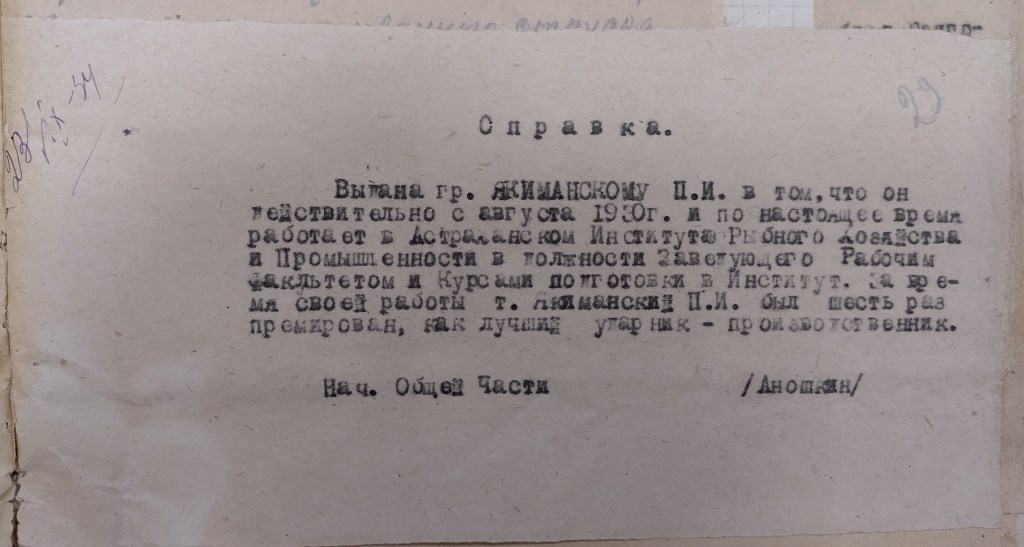 Справка.
Выдана гр. ЯКИМАНСКОМУ П.И. в том, что он
действительно с августа 1930г. и по настоящее время
работает в Астраханском Институте Рыбного Хозяйства
и Промышленности в должности Заведующего Рабочим
факультетом и Курсами подготовки в Институт. За вре-
мя своей работы т. Якиманский П.И. был шесть раз
премирован, как лучший ударник - производственник.
Нач. Общей Части /Аношкин/